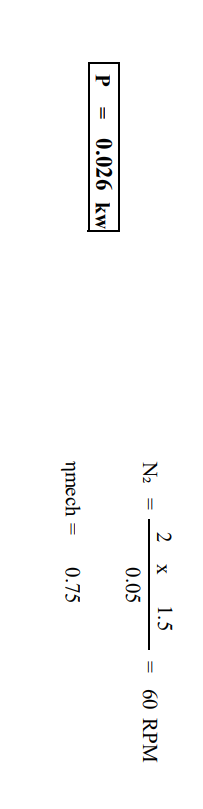 N₂ = 2 x 1.5 / 0.05 = 60 RPM
ηmech = 0.75
P = 0.026 kw